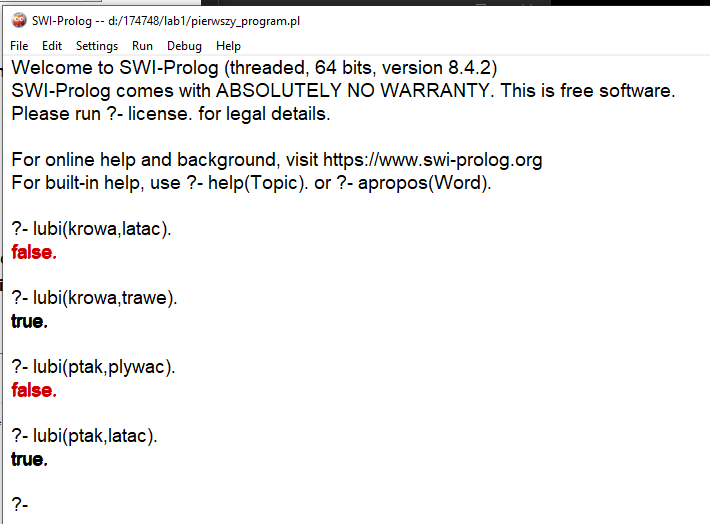 SWI-Prolog -- d:/174748/lab1/pierwszy_program.pl
File Edit Settings Run Debug Help
Welcome to SWI-Prolog (threaded, 64 bits, version 8.4.2)
SWI-Prolog comes with ABSOLUTELY NO WARRANTY. This is free software.
Please run ?- license. for legal details.
For online help and background, visit https://www.swi-prolog.org
For built-in help, use ?- help(Topic). or ?- apropos(Word).
?- lubi(krowa,latac).
false.
?- lubi(krowa,trawe).
true.
?- lubi(ptak,plywac).
false.
?- lubi(ptak,latac).
true.
?-